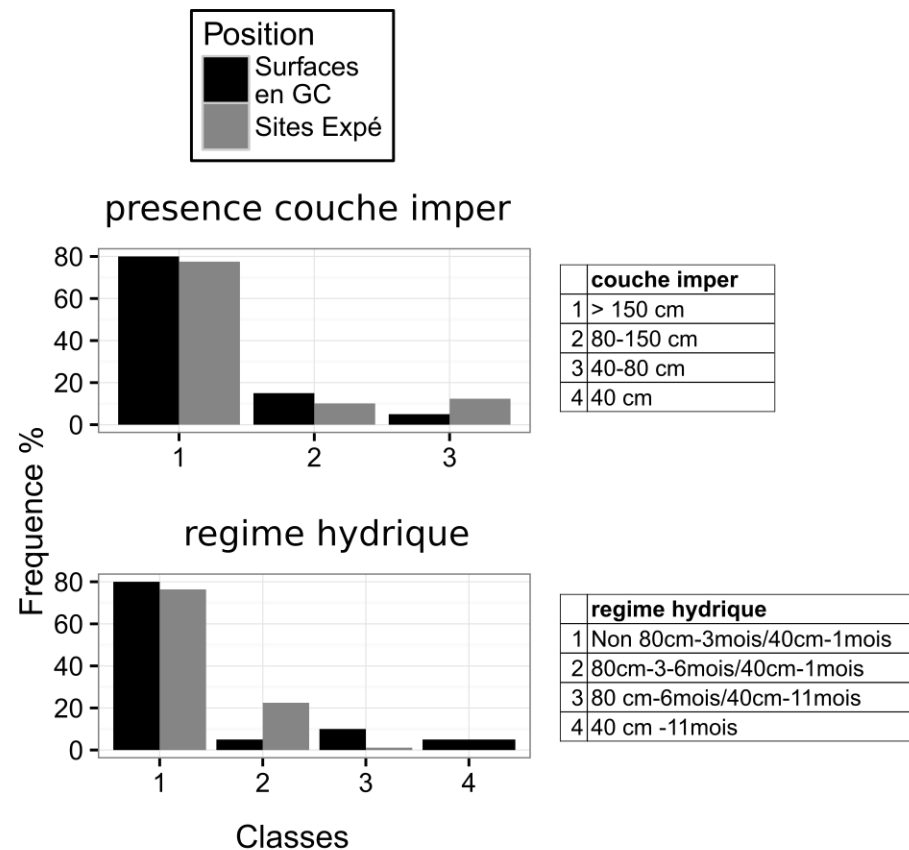 Position
Surfaces
en GC
Sites Expé
presence couche imper
80
60
40
20
0
1 2 3
couche imper
1 > 150 cm
2 80-150 cm
3 40-80 cm
4 40 cm
Frequence %
regime hydrique
80
60
40
20
0
1 2 3 4
Classes
regime hydrique
1 Non 80cm-3mois/40cm-1mois
2 80cm-3-6mois/40cm-1mois
3 80 cm-6mois/40cm-11mois
4 40 cm -11mois